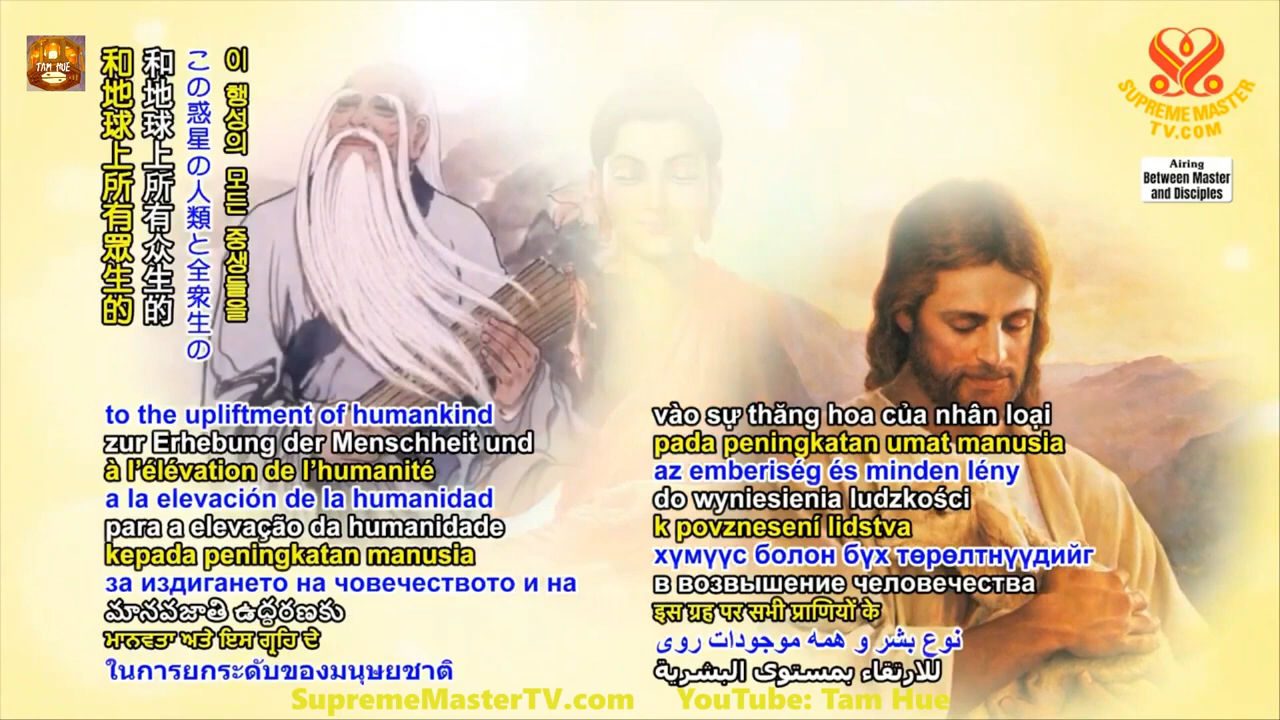 TAM HUE
和地球上所有眾生的
和地球上所有众生的
この惑星の人類と全衆生の
이 행성의 모든 중생들을
SUPREME MASTER
TV.COM
Airing
Between Master
and Disciples
to the upliftment of humankind
zur Erhebung der Menschheit und
à l’élévation de l’humanité
a la elevación de la humanidad
para a elevação da humanidade
kepada peningkatan manusia
за издигането на човечеството и на
మానవజాతి ఉద్ధరణకు
ਮਾਨਵਤਾ ਅਤੇ ਇਸ ਗ੍ਰਹਿ ਦੇ
ในการยกระดับของมนุษยชาติ
vào sự thăng hoa của nhân loại
pada peningkatan umat manusia
az emberiség és minden lény
do wyniesienia ludzkości
k povznesení lidstva
хүмүүс болон бүх төрөлтнүүдийг
в возвышение человечества
इस ग्रह पर सभी प्राणियों के
نوع بشر و همه موجودات روی
للارتقاء بمستوى البشرية
SupremeMasterTV.com YouTube: Tam Hue